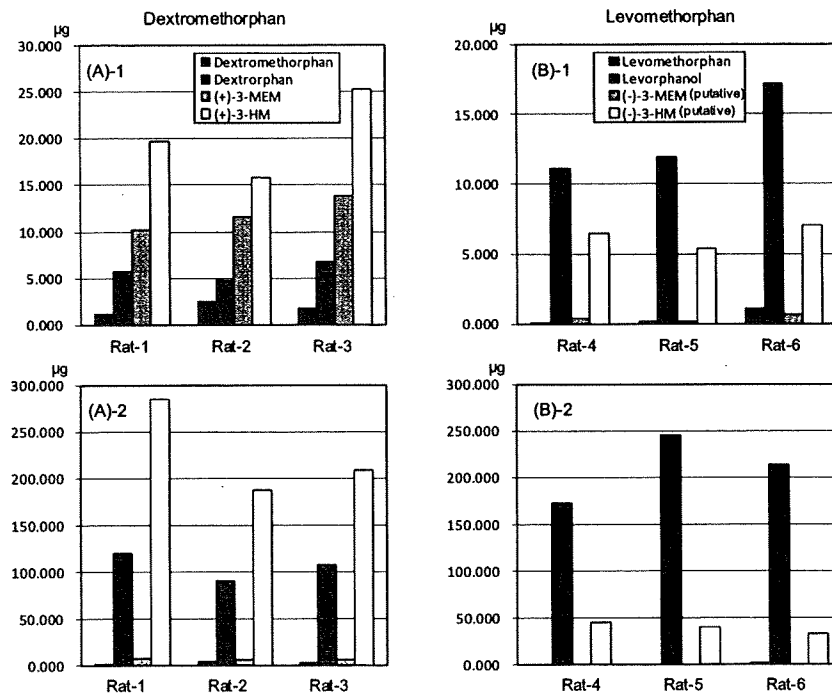 Dextromethorphan
Levomethorphan
µg
30.000
25.000
20.000
15.000
10.000
5.000
0.000
(A)-1
Dextromethorphan
Dextrorphan
(+)-3-MEM
(+)-3-HM
Rat-1 Rat-2 Rat-3
µg
20.000
15.000
10.000
5.000
0.000
(B)-1
Levomethorphan
Levorphanol
(-)-3-MEM (putative)
(-)-3-HM (putative)
Rat-4 Rat-5 Rat-6
µg
300.000
250.000
200.000
150.000
100.000
50.000
0.000
(A)-2
Rat-1 Rat-2 Rat-3
µg
300.000
250.000
200.000
150.000
100.000
50.000
0.000
(B)-2
Rat-4 Rat-5 Rat-6